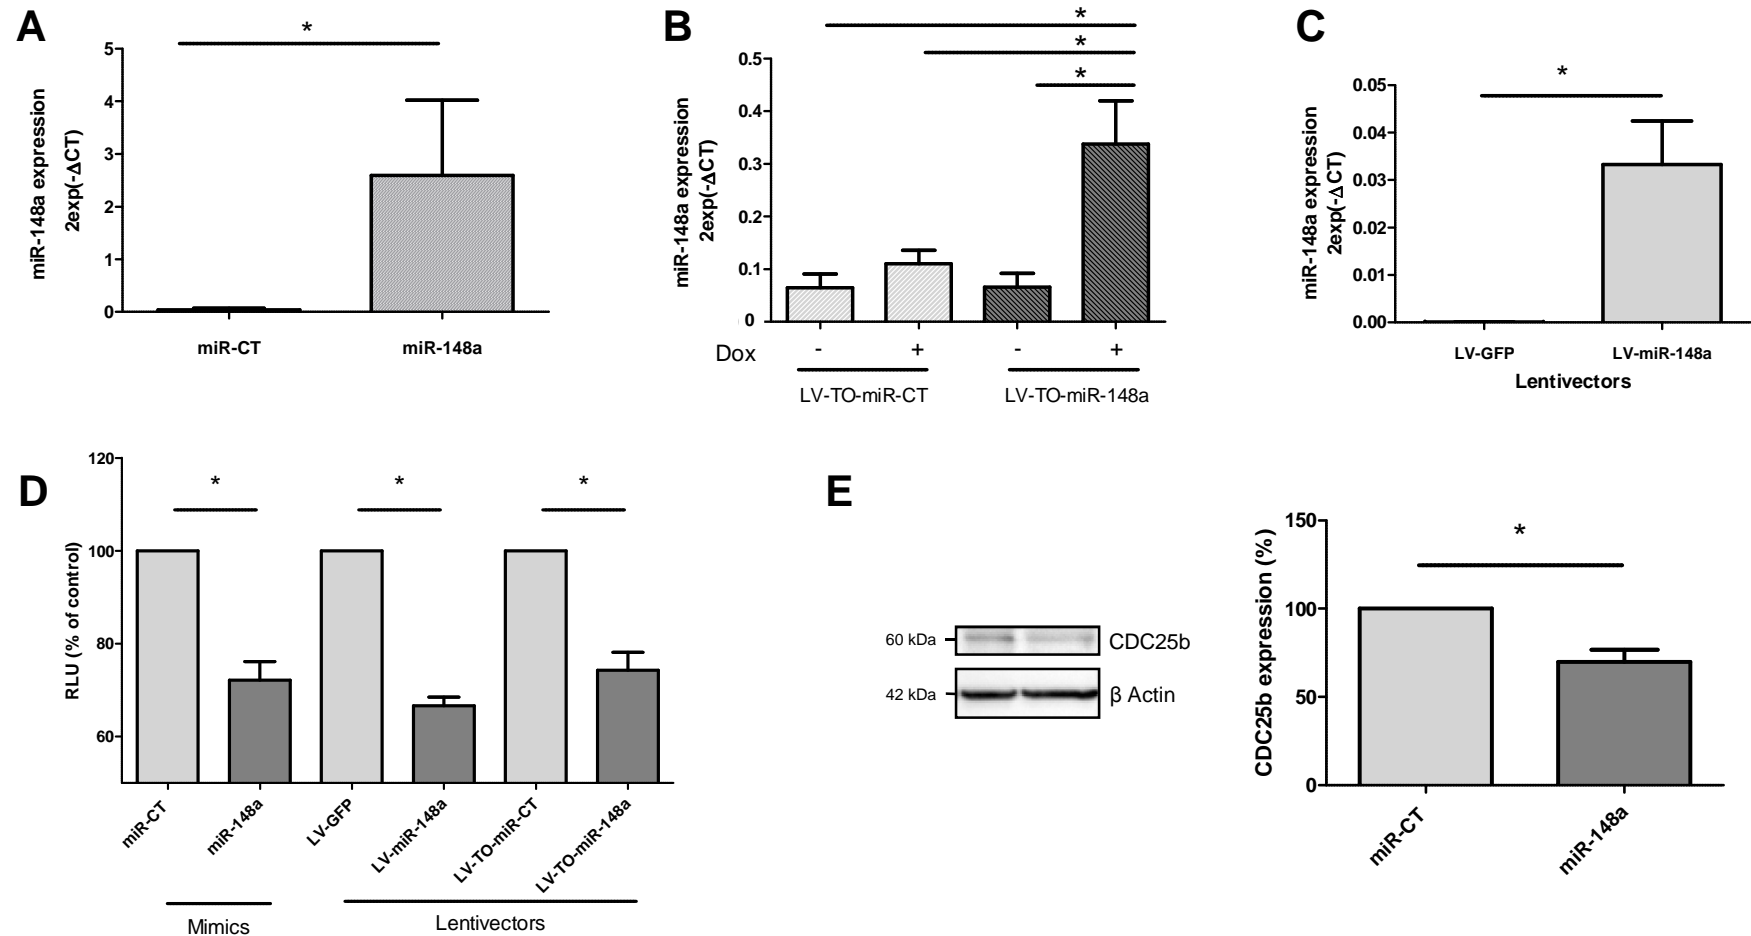 A
*
miR-148a expression
2exp(-ΔCT)
5
4
3
2
1
0
miR-CT
miR-148a
B
*
*
*
miR-148a expression
2exp(-ΔCT)
0.5
0.4
0.3
0.2
0.1
0
Dox
-
+
-
+
LV-TO-miR-CT
LV-TO-miR-148a
C
*
miR-148a expression
2exp(-ΔCT)
0.05
0.04
0.03
0.02
0.01
0.00
LV-GFP
LV-miR-148a
Lentivectors
D
RLU (% of control)
120
100
80
60
*
*
*
miR-CT
miR-148a
LV-GFP
LV-miR-148a
LV-TO-miR-CT
LV-TO-miR-148a
Mimics
Lentivectors
E
60 kDa
CDC25b
42 kDa
β Actin
CDC25b expression (%)
150
100
50
0
*
miR-CT
miR-148a